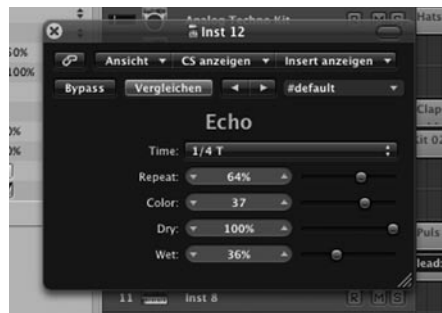 Analog Techno Kit
R M S
Hats
Inst 12
50%
100%
Ansicht CS anzeigen Insert anzeigen
Bypass Vergleichen #default
Clap
Kit 02
Echo
Time: 1/4 T
Repeat: 64%
Color: 37
Dry: 100%
Puls
Wet: 36%
lead:
11 Inst 8 R M S